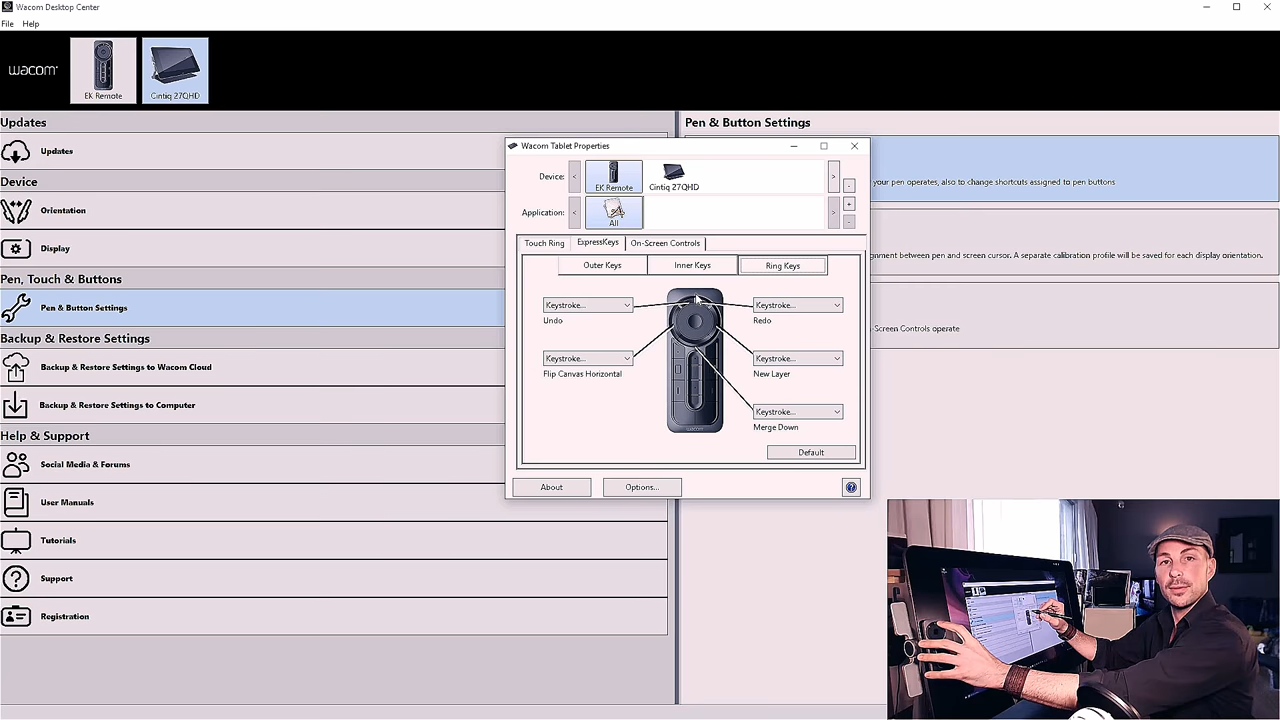 Wacom Desktop Center
File Help
wacom
EK Remote
Cintiq 27QHD
Updates
Updates
Device
Orientation
Display
Pen, Touch & Buttons
Pen & Button Settings
Backup & Restore Settings
Backup & Restore Settings to Wacom Cloud
Backup & Restore Settings to Computer
Help & Support
Social Media & Forums
User Manuals
Tutorials
Support
Registration
Pen & Button Settings
your pen operates, also to change shortcuts assigned to pen buttons
nment between pen and screen cursor. A separate calibration profile will be saved for each display orientation.
-Screen Controls operate
Wacom Tablet Properties
Device:
<
EK Remote
Cintiq 27QHD
>
-
Application:
<
All
>
+
-
Touch Ring
ExpressKeys
On-Screen Controls
Outer Keys
Inner Keys
Ring Keys
Keystroke...
Undo
Keystroke...
Redo
Keystroke...
Flip Canvas Horizontal
Keystroke...
New Layer
Keystroke...
Merge Down
wacom
Default
About
Options...
?